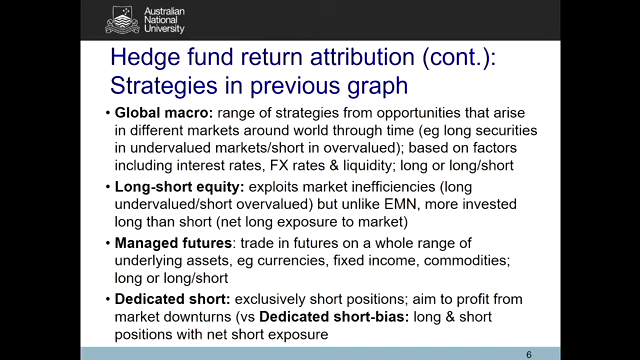 Australian
National
University
Hedge fund return attribution (cont.):
Strategies in previous graph
• Global macro: range of strategies from opportunities that arise
in different markets around world through time (eg long securities
in undervalued markets/short in overvalued); based on factors
including interest rates, FX rates & liquidity; long or long/short
• Long-short equity: exploits market inefficiencies (long
undervalued/short overvalued) but unlike EMN, more invested
long than short (net long exposure to market)
• Managed futures: trade in futures on a whole range of
underlying assets, eg currencies, fixed income, commodities;
long or long/short
• Dedicated short: exclusively short positions; aim to profit from
market downturns (vs Dedicated short-bias: long & short
positions with net short exposure
6